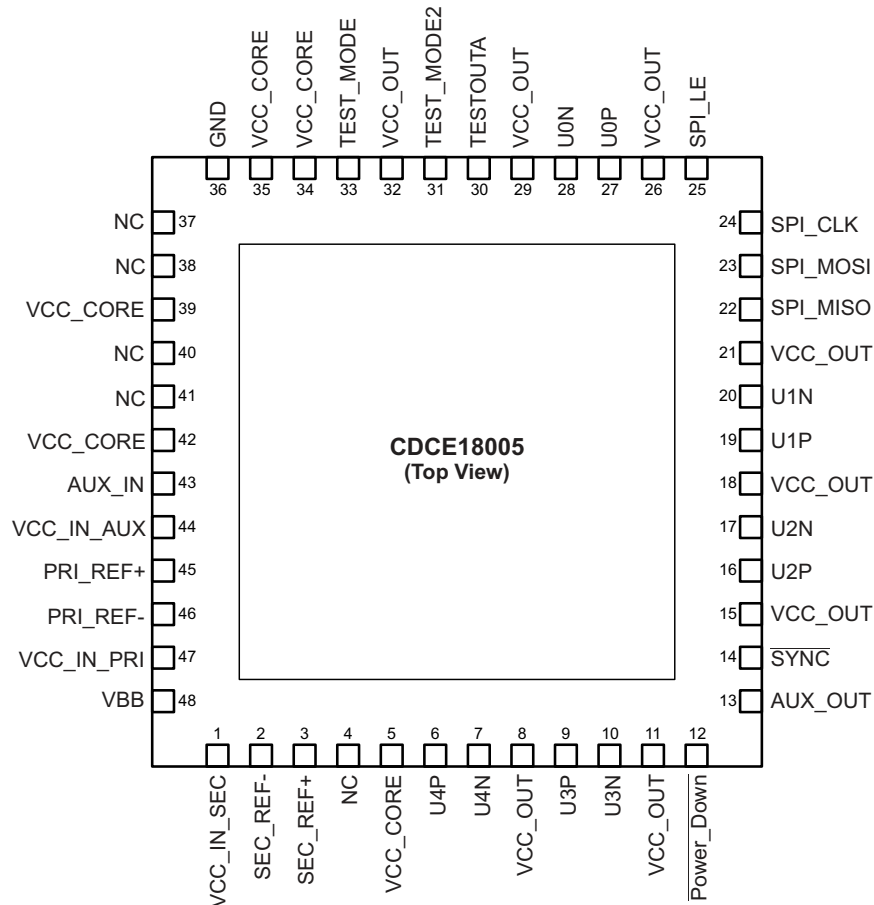 GND
VCC_CORE
VCC_CORE
TEST_MODE
VCC_OUT
TEST_MODE2
TESTOUTA
VCC_OUT
U0N
U0P
VCC_OUT
SPI_LE
36 35 34 33 32 31 30 29 28 27 26 25
NC 37
NC 38
VCC_CORE 39
NC 40
NC 41
VCC_CORE 42
AUX_IN 43
VCC_IN_AUX 44
PRI_REF+ 45
PRI_REF- 46
VCC_IN_PRI 47
VBB 48
CDCE18005
(Top View)
24 SPI_CLK
23 SPI_MOSI
22 SPI_MISO
21 VCC_OUT
20 U1N
19 U1P
18 VCC_OUT
17 U2N
16 U2P
15 VCC_OUT
14 SYNC
13 AUX_OUT
1 2 3 4 5 6 7 8 9 10 11 12
VCC_IN_SEC
SEC_REF-
SEC_REF+
NC
VCC_CORE
U4P
U4N
VCC_OUT
U3P
U3N
VCC_OUT
Power_Down